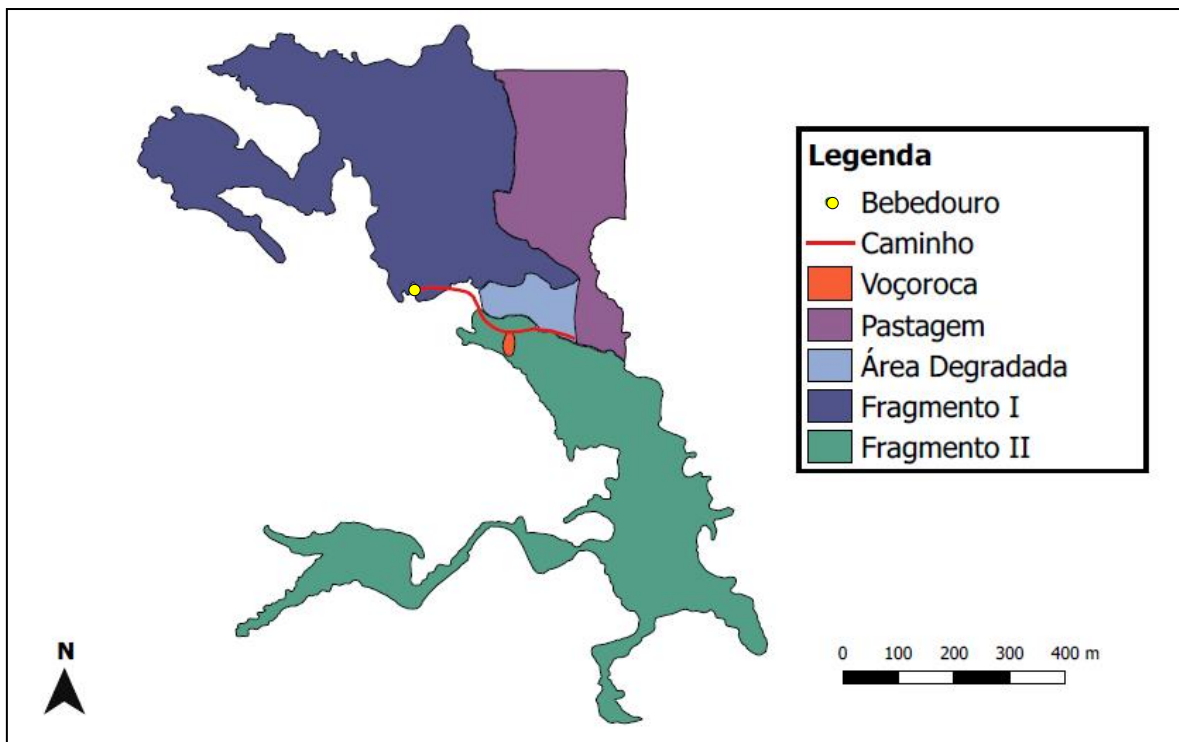 Legenda
Bebedouro
Caminho
Voçoroca
Pastagem
Área Degradada
Fragmento I
Fragmento II
N
0 100 200 300 400 m